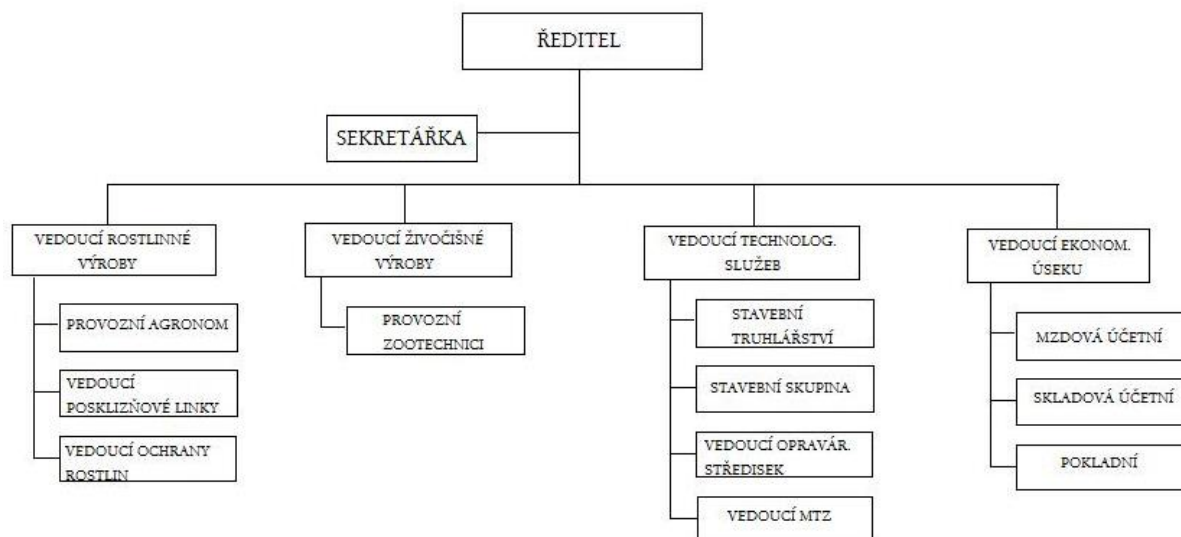 ŘEDITEL
SEKRETÁŘKA
VEDOUCÍ ROSTLINNÉ
VÝROBY
PROVOZNÍ AGRONOM
VEDOUCÍ
POSKLIZŇOVÉ LINKY
VEDOUCÍ OCHRANY
ROSTLIN
VEDOUCÍ ŽIVOČIŠNÉ
VÝROBY
PROVOZNÍ
ZOOTECHNICI
VEDOUCÍ TECHNOLOG.
SLUŽEB
STAVEBNÍ
TRUHLÁŘSTVÍ
STAVEBNÍ SKUPINA
VEDOUCÍ OPRAVÁR.
STŘEDISEK
VEDOUCÍ MTZ
VEDOUCÍ EKONOM.
ÚSEKU
MZDOVÁ ÚČETNÍ
SKLADOVÁ ÚČETNÍ
POKLADNÍ